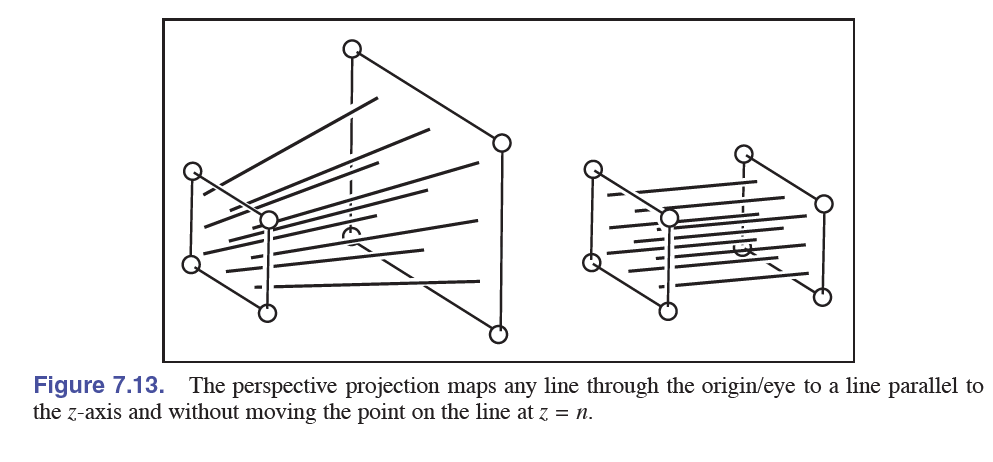 Figure 7.13. The perspective projection maps any line through the origin/eye to a line parallel to
the z-axis and without moving the point on the line at z = n.